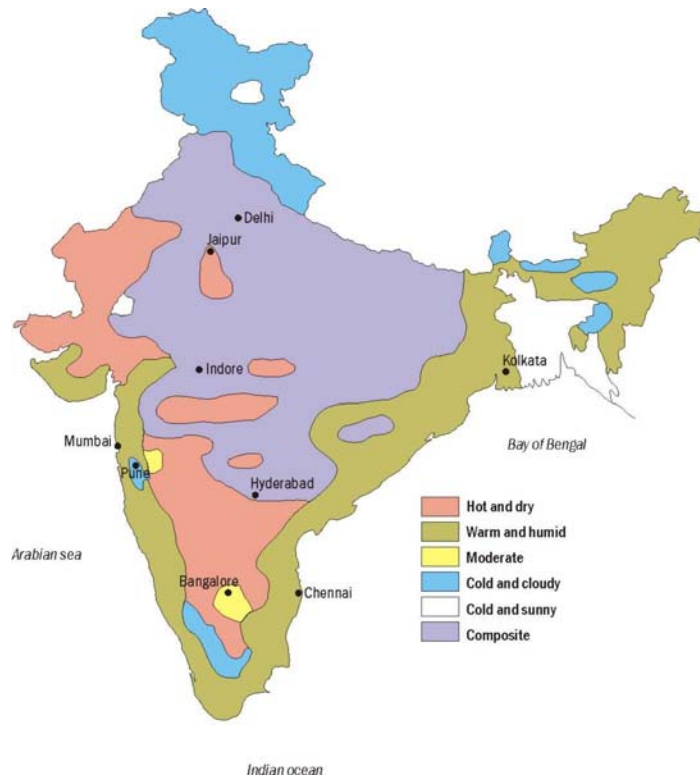 Delhi
Jaipur
Indore
Kolkata
Mumbai
Bay of Bengal
Pune
Hyderabad
Hot and dry
Warm and humid
Arabian sea
Moderate
Cold and cloudy
Bangalore
Chennai
Cold and sunny
Composite
Indian ocean